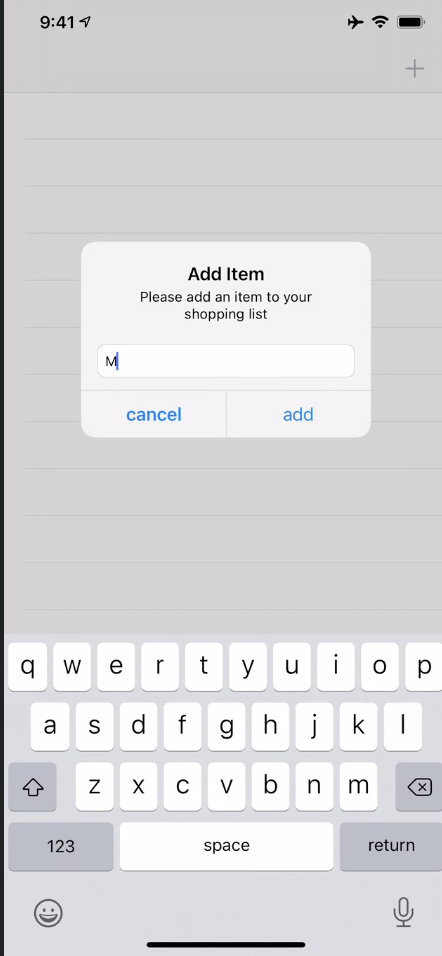 9:41
Add Item
Please add an item to your
shopping list
M
cancel add
q w e r t y u i o p
a s d f g h j k l
z x c v b n m
123 space return